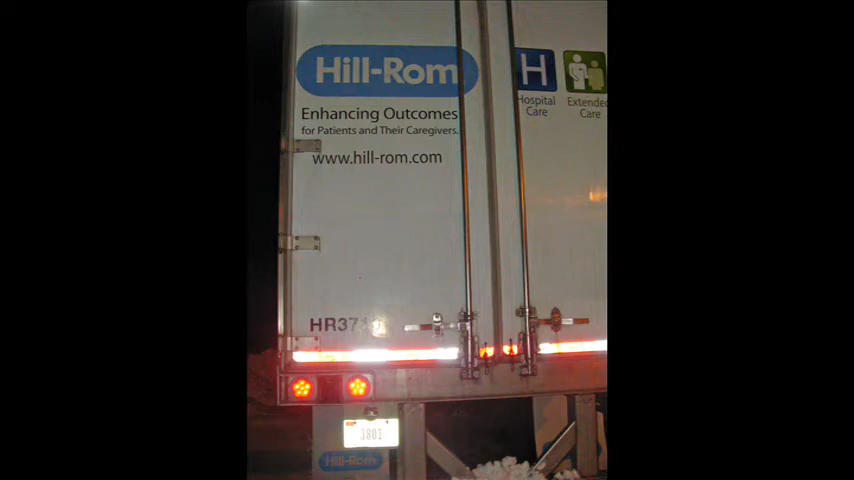 Hill-Rom
H
Hospital
Care
Extended
Care
Enhancing Outcomes
for Patients and Their Caregivers.
www.hill-rom.com
Hill-Rom